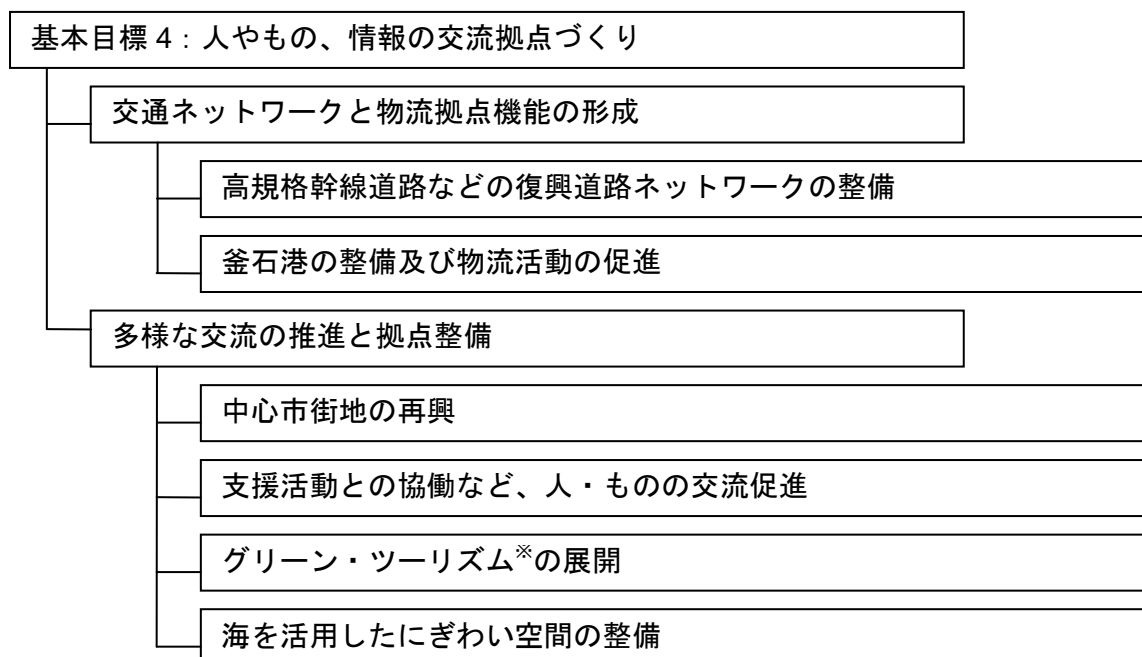 基本目標 4：人やもの、情報の交流拠点づくり
交通ネットワークと物流拠点機能の形成
高規格幹線道路などの復興道路ネットワークの整備
釜石港の整備及び物流活動の促進
多様な交流の推進と拠点整備
中心市街地の再興
支援活動との協働など、人・ものの交流促進
グリーン・ツーリズム※の展開
海を活用したにぎわい空間の整備